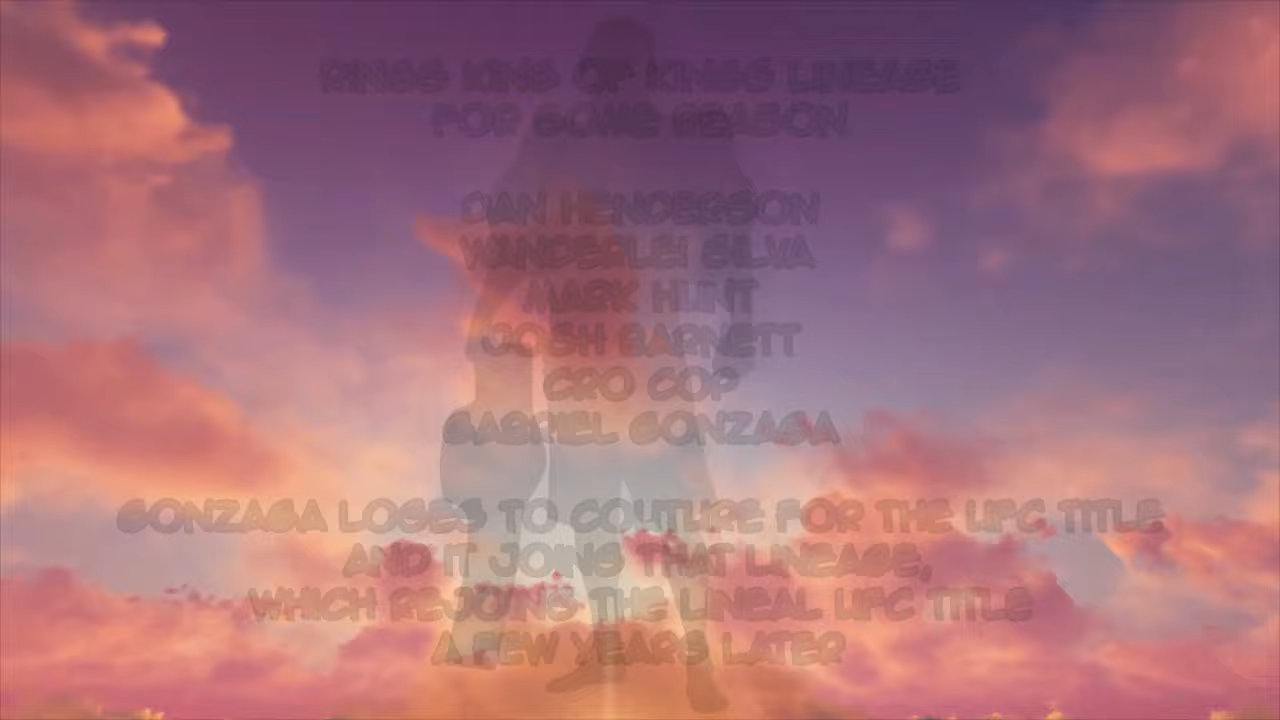 RINGS KING OF KINGS LINEAGE
FOR SOME REASON
DAN HENDERSON
WANDERLEI SILVA
MARK HUNT
JOSH BARNETT
CRO COP
GABRIEL GONZAGA
GONZAGA LOSES TO COUTURE FOR THE UFC TITLE
AND IT JOINS THAT LINEAGE,
WHICH REJOINS THE LINEAL UFC TITLE
A FEW YEARS LATER